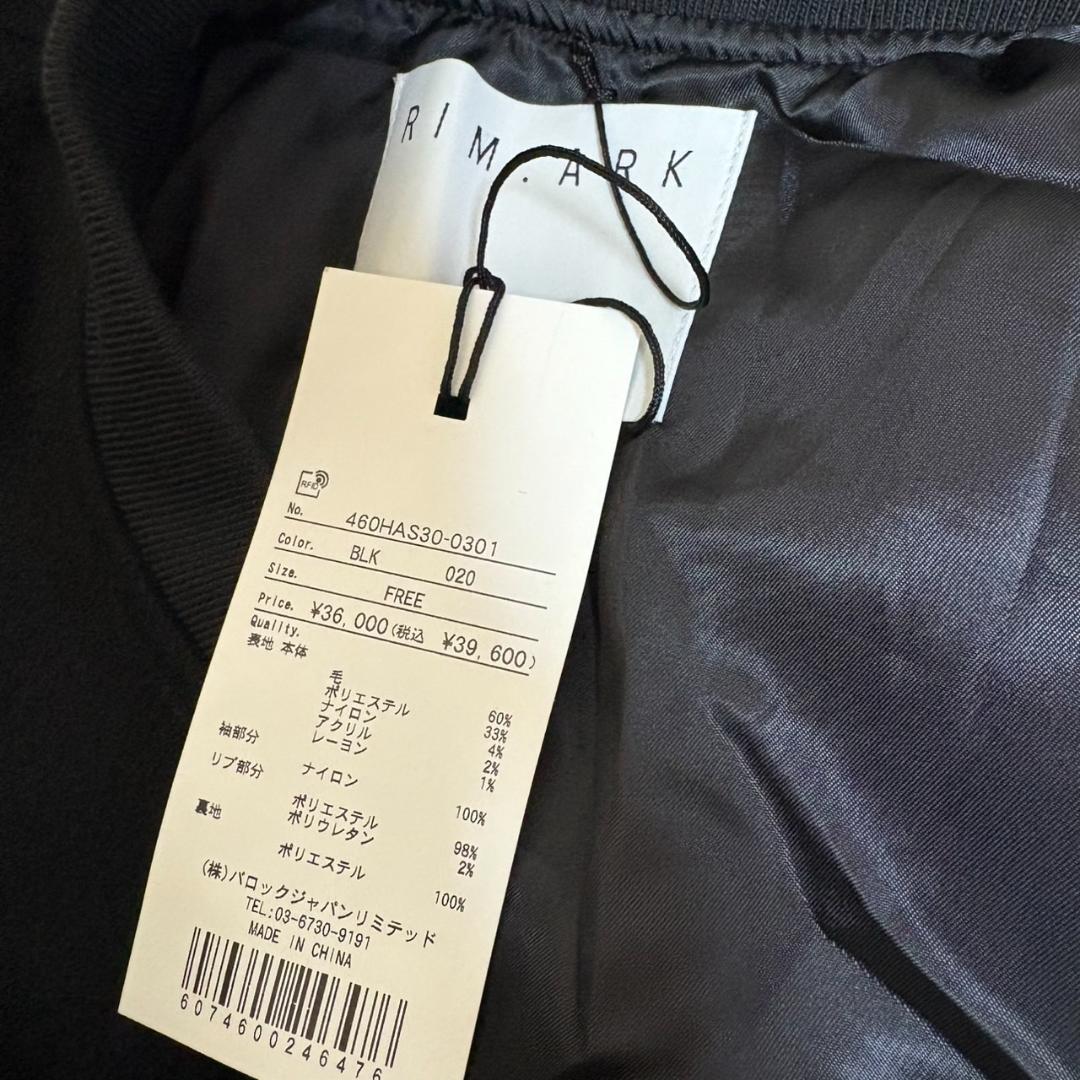 RIM.ARK
RFID
No. 460HAS30-0301
Color. BLK 020
Size. FREE
Price. ¥36,000(税込 ¥39,600)
Quality.
表地 本体
毛 60%
ポリエステル 33%
ナイロン 4%
アクリル 2%
レーヨン 1%
袖部分
ナイロン 100%
リブ部分
ポリエステル 98%
ポリウレタン 2%
裏地
ポリエステル 100%
(株)バロックジャパンリミテッド
TEL:03-6730-9191
MADE IN CHINA
6074600246476